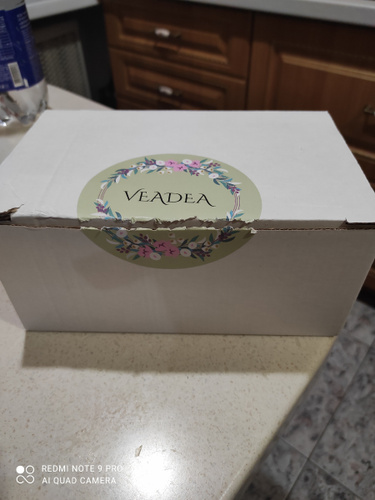 VEADEA
REDMI NOTE 9 PRO
AI QUAD CAMERA